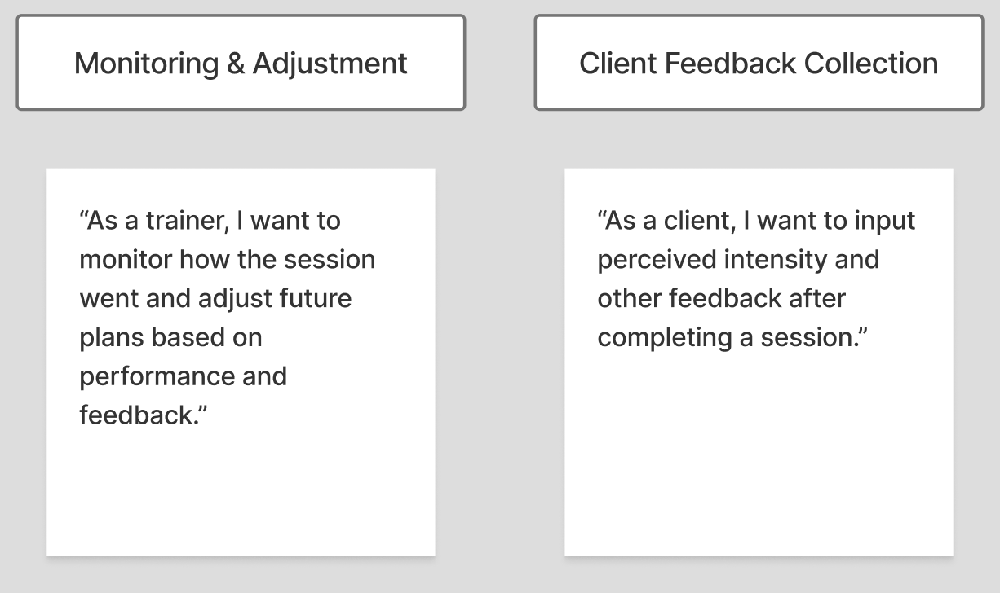 Monitoring & Adjustment
Client Feedback Collection
“As a trainer, I want to
monitor how the session
went and adjust future
plans based on
performance and
feedback.”
“As a client, I want to input
perceived intensity and
other feedback after
completing a session.”